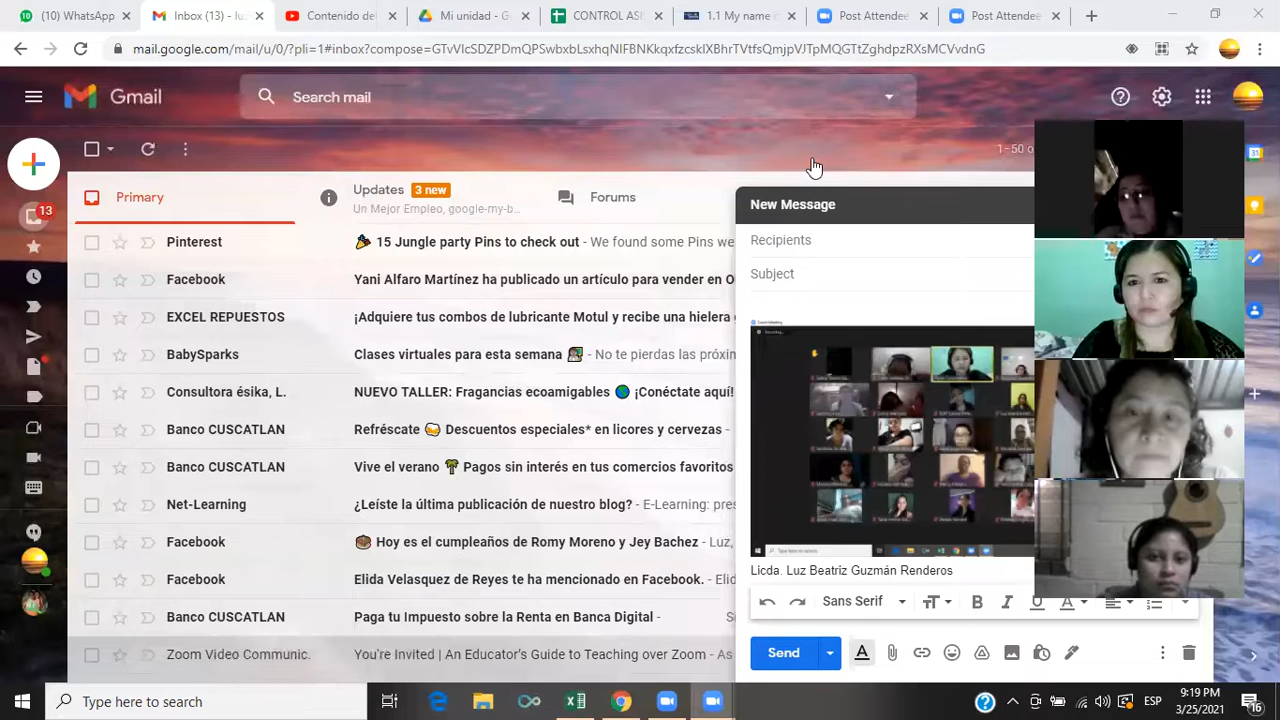 (10) WhatsApp
Inbox (13) - lu
Contenido del
Mi unidad - G
CONTROL ASI
1.1 My name i
Post Attendee
Post Attendee
mail.google.com/mail/u/0/?pli=1#inbox?compose=GTvVlcSDZPDmQPSwbxbLsxhqNlFBNKkqxfzcsklXBhrTVtfsQmjpVJTpMQGTtZghdpzRXsMCVvdnG
Gmail
Search mail
1–50 o
13
Primary
Updates 3 new
Un Mejor Empleo, google-my-b...
Forums
Pinterest 15 Jungle party Pins to check out - We found some Pins we
Facebook Yani Alfaro Martínez ha publicado un artículo para vender en O
EXCEL REPUESTOS ¡Adquiere tus combos de lubricante Motul y recibe una hielera
BabySparks Clases virtuales para esta semana - No te pierdas las próxin
Consultora ésika, L. NUEVO TALLER: Fragancias ecoamigables ¡Conéctate aquí!
Banco CUSCATLAN Refréscate Descuentos especiales* en licores y cervezas -
Banco CUSCATLAN Vive el verano Pagos sin interés en tus comercios favoritos
Net-Learning ¿Leíste la última publicación de nuestro blog? - E-Learning: pres
Facebook Hoy es el cumpleaños de Romy Moreno y Jey Bachez - Luz,
Facebook Elida Velasquez de Reyes te ha mencionado en Facebook. - Elid
Banco CUSCATLAN Paga tu Impuesto sobre la Renta en Banca Digital -
Zoom Video Communic. You're Invited | An Educator's Guide to Teaching over Zoom - As
New Message
Recipients
Subject
Licda. Luz Beatriz Guzmán Renderos
Sans Serif
Send
31
Type here to search
ESP
9:19 PM
3/25/2021
16